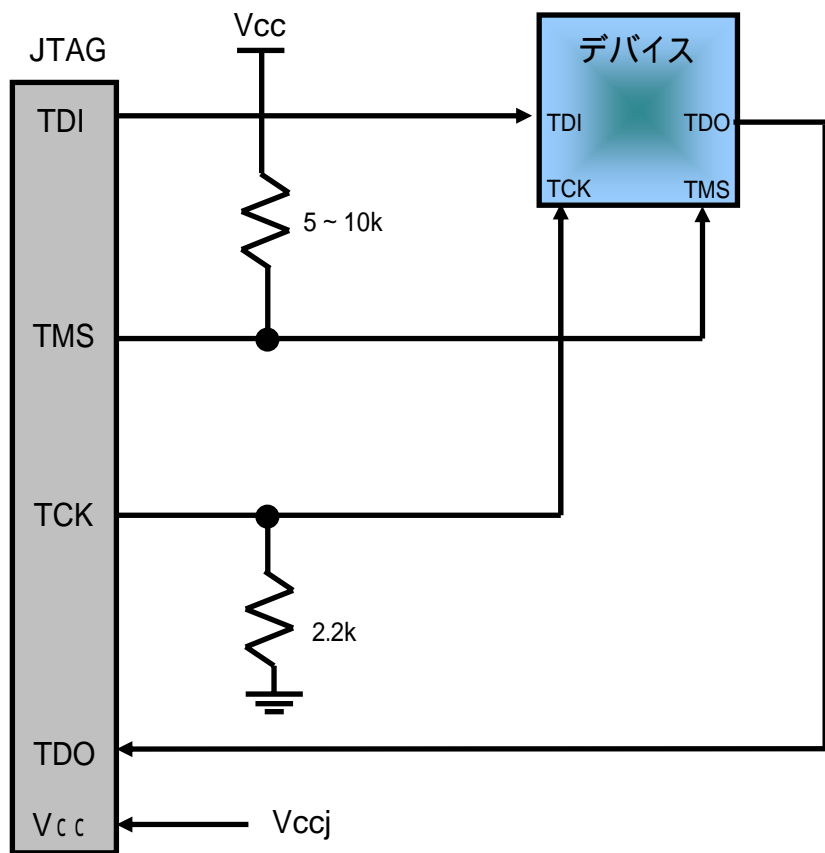 JTAG
Vcc
デバイス
TDI
TDI
TDO
TCK
TMS
5 ~ 10k
TMS
TCK
2.2k
TDO
Vcc
Vccj